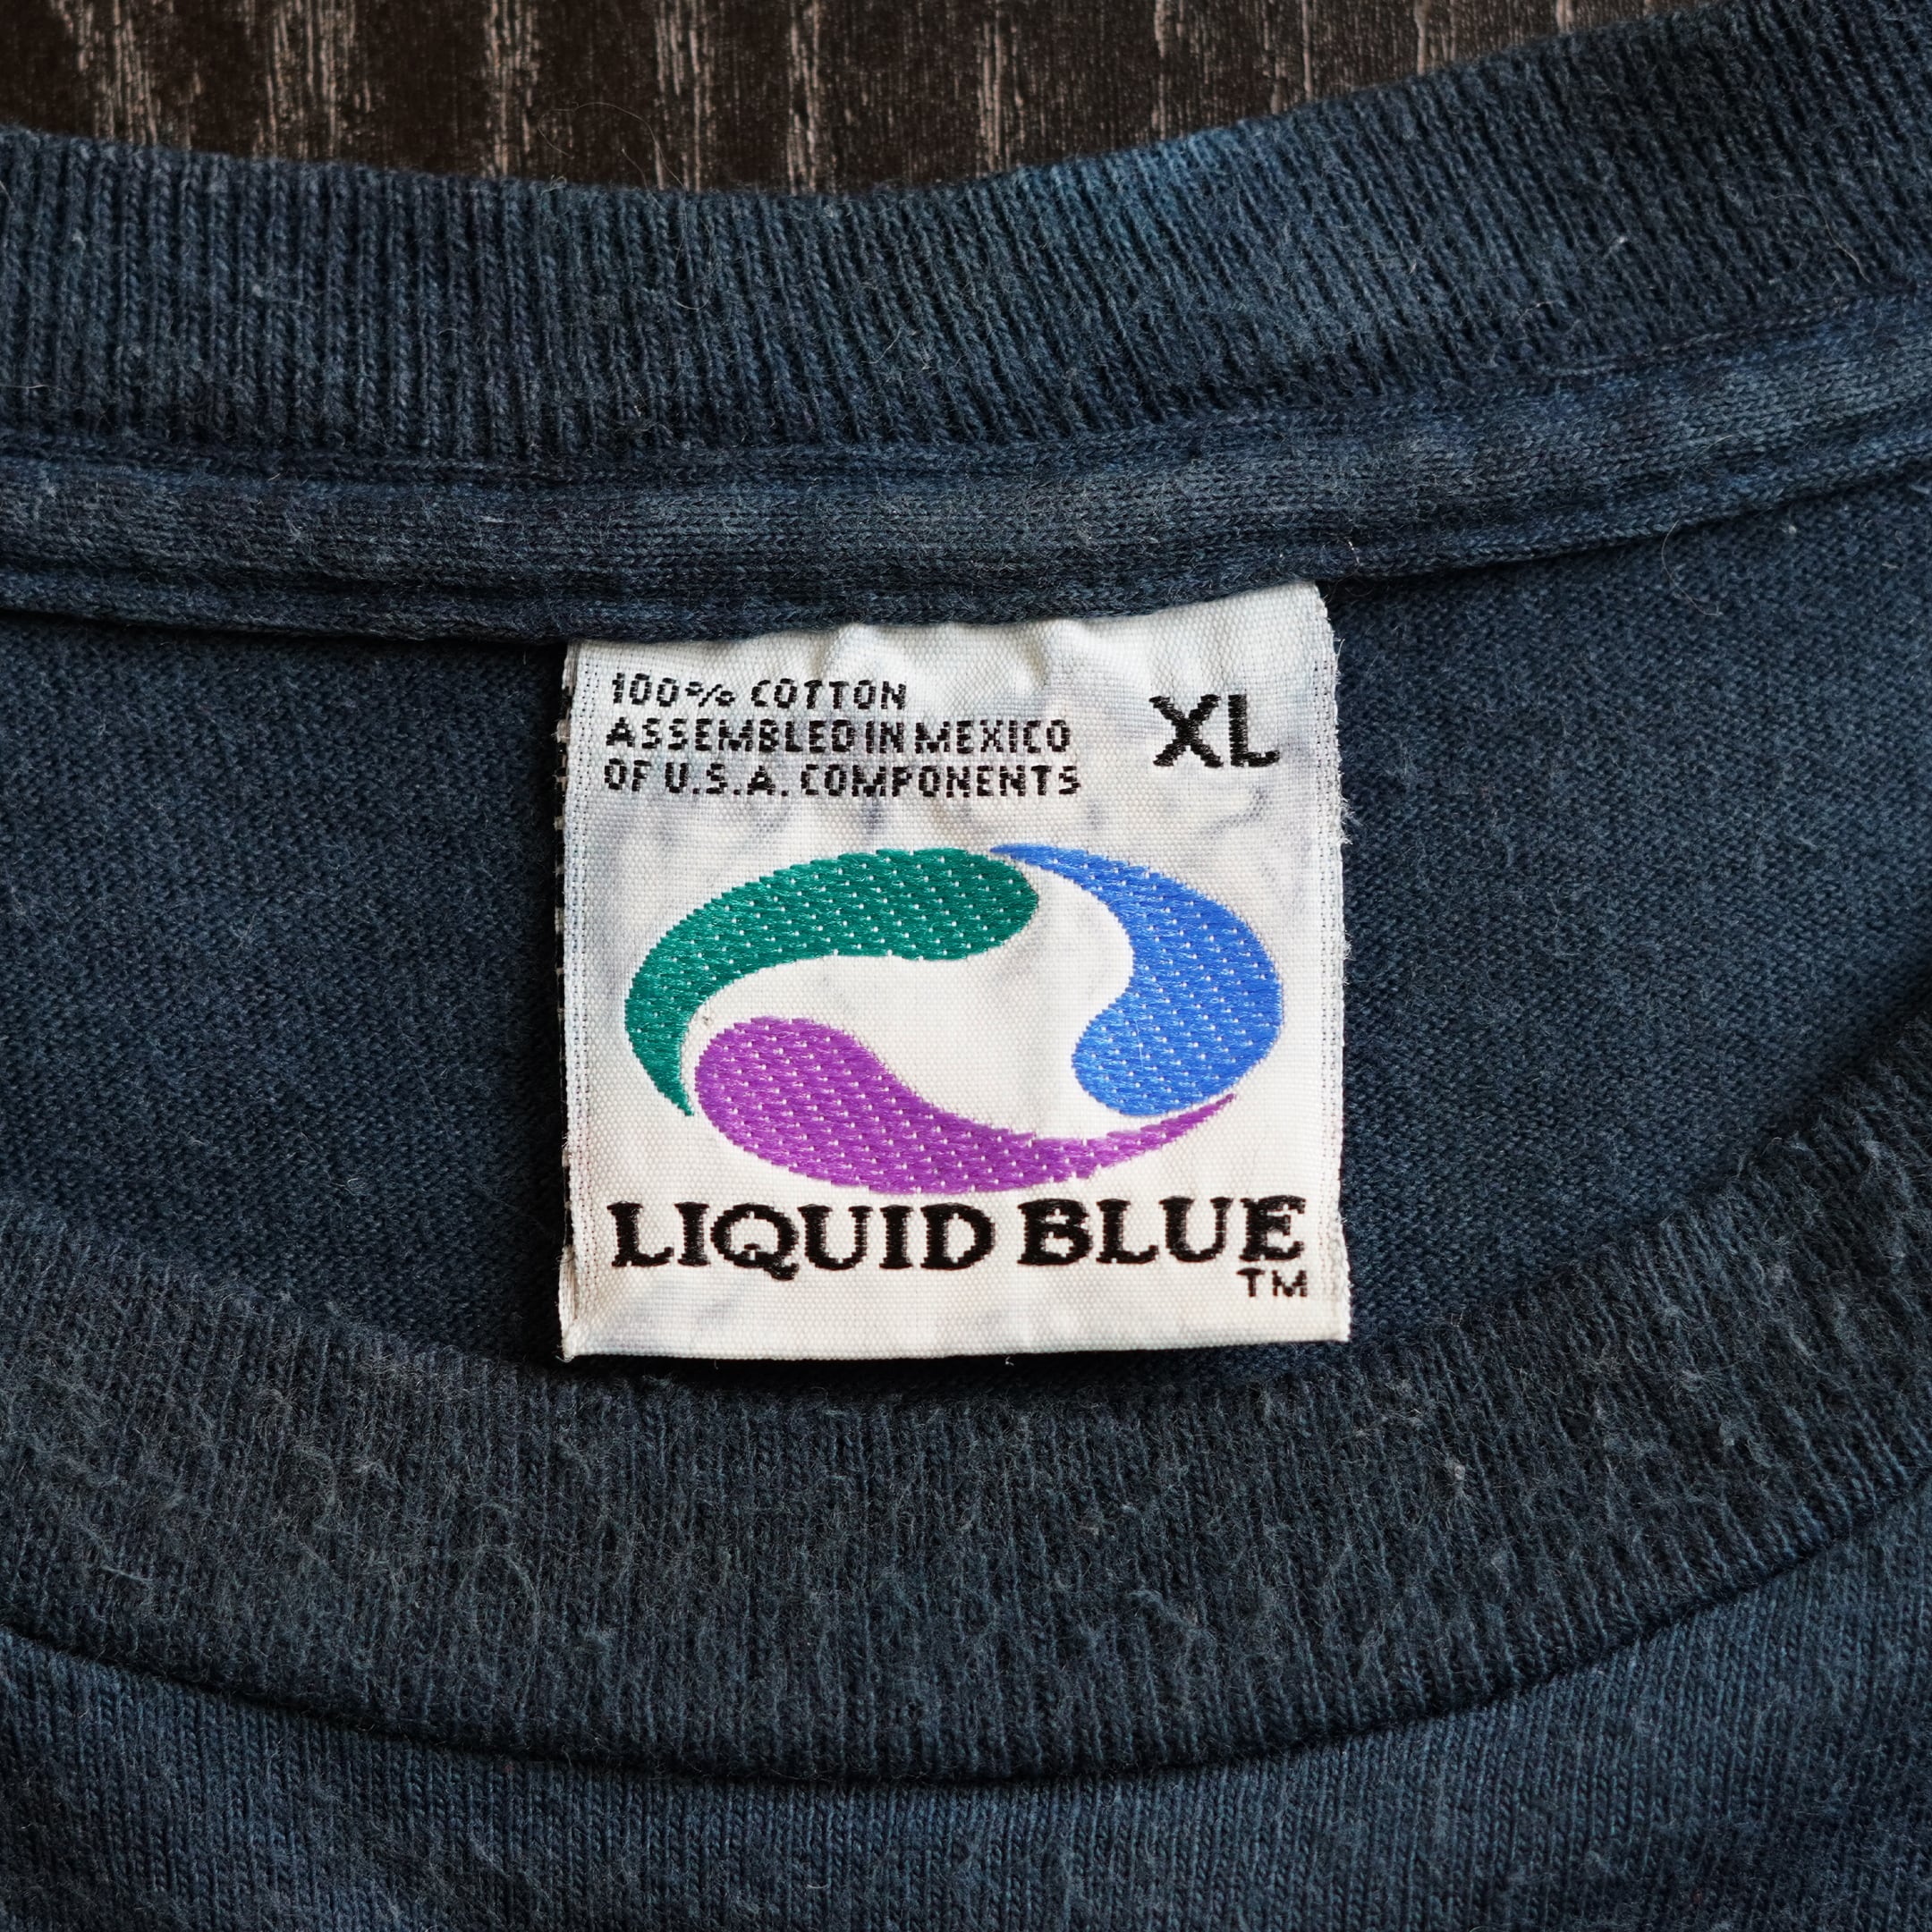 100% COTTON
XL
ASSEMBLED IN MEXICO
OF U.S.A. COMPONENTS
LIQUID BLUE
TM